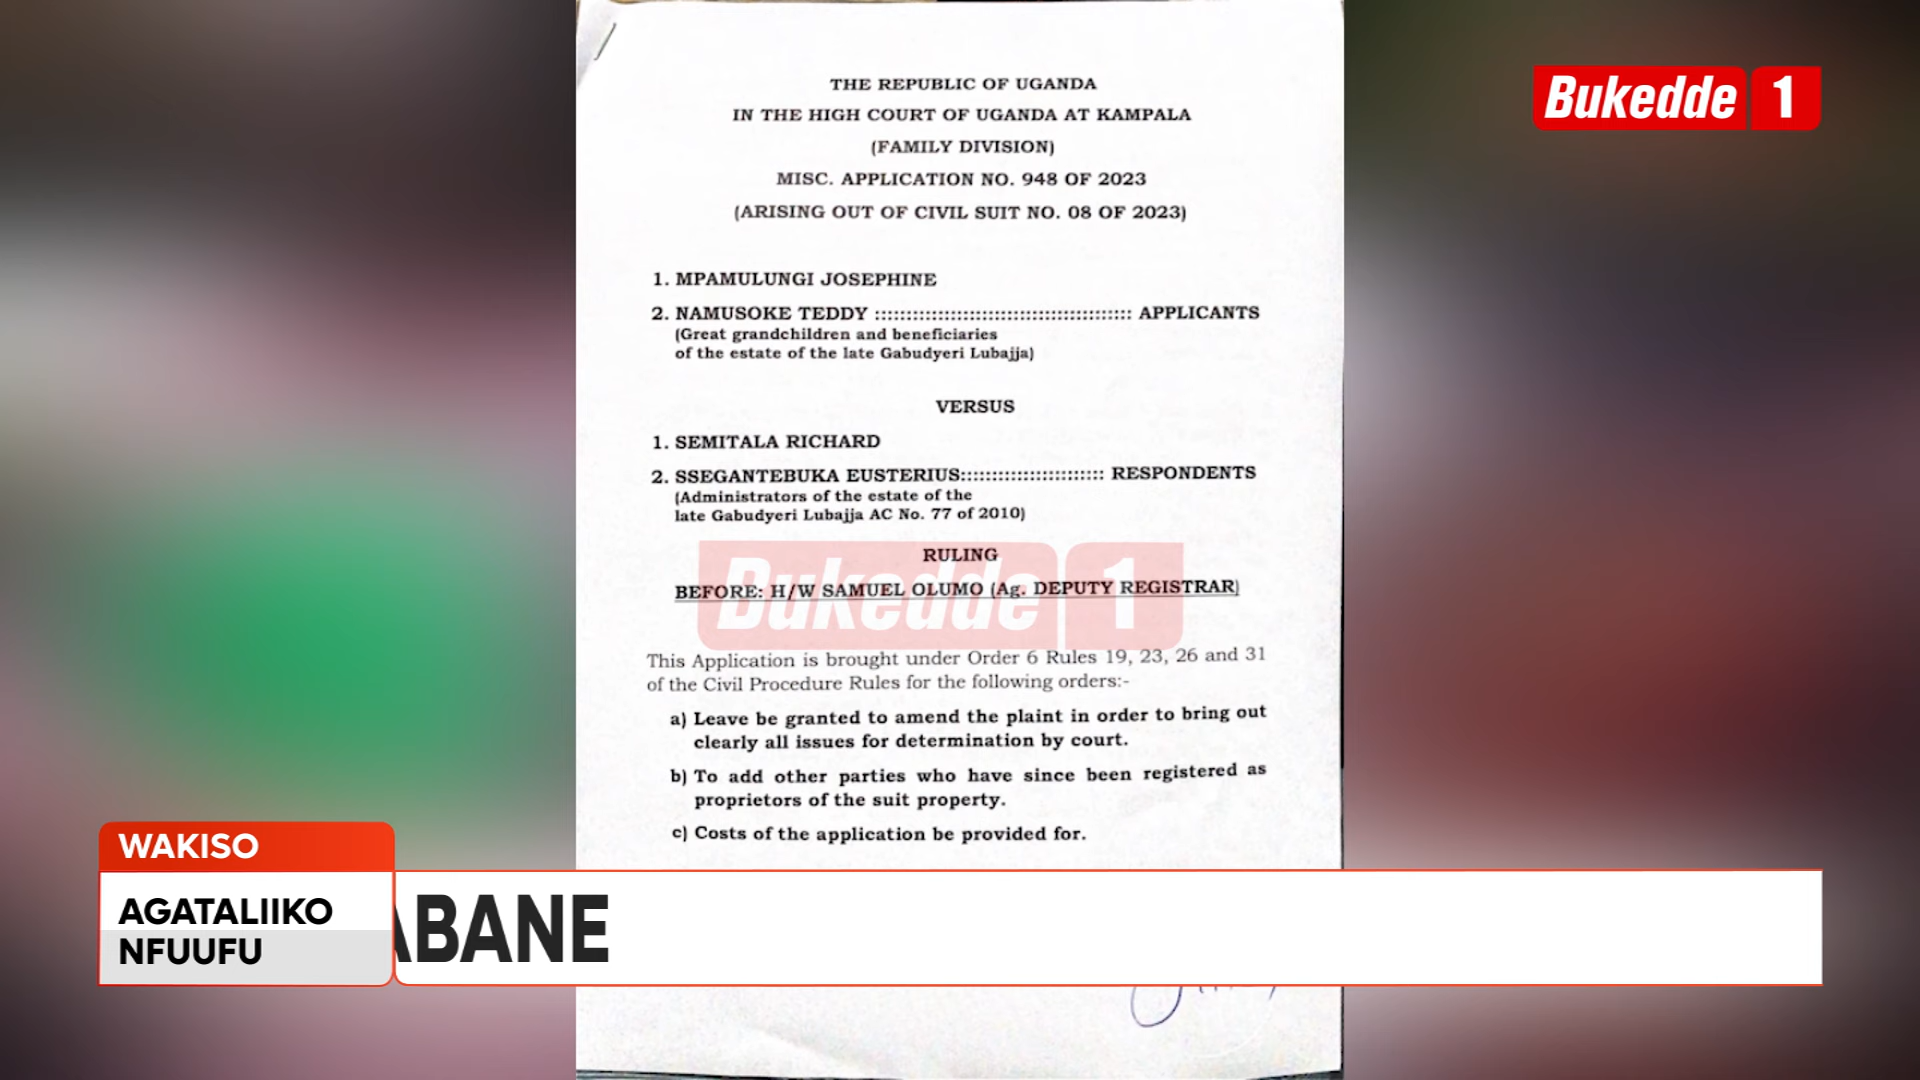 THE REPUBLIC OF UGANDA
IN THE HIGH COURT OF UGANDA AT KAMPALA
(FAMILY DIVISION)
MISC. APPLICATION NO. 948 OF 2023
(ARISING OUT OF CIVIL SUIT NO. 08 OF 2023)
1. MPAMULUNGI JOSEPHINE
2. NAMUSOKE TEDDY ::::::::::::::::::::::::::::::::::::::::: APPLICANTS
(Great grandchildren and beneficiaries
of the estate of the late Gabudyeri Lubajja)
VERSUS
1. SEMITALA RICHARD
2. SSEGANTEBUKA EUSTERIUS::::::::::::::::::::::: RESPONDENTS
(Administrators of the estate of the
late Gabudyeri Lubajja AC No. 77 of 2010)
RULING
BEFORE: H/W SAMUEL OLUMO (Ag. DEPUTY REGISTRAR)
This Application is brought under Order 6 Rules 19, 23, 26 and 31
of the Civil Procedure Rules for the following orders:-
a) Leave be granted to amend the plaint in order to bring out
clearly all issues for determination by court.
b) To add other parties who have since been registered as
proprietors of the suit property.
c) Costs of the application be provided for.
Bukedde 1
Bukedde 1
WAKISO
AGATALIIKO
NFUUFU
ABANE